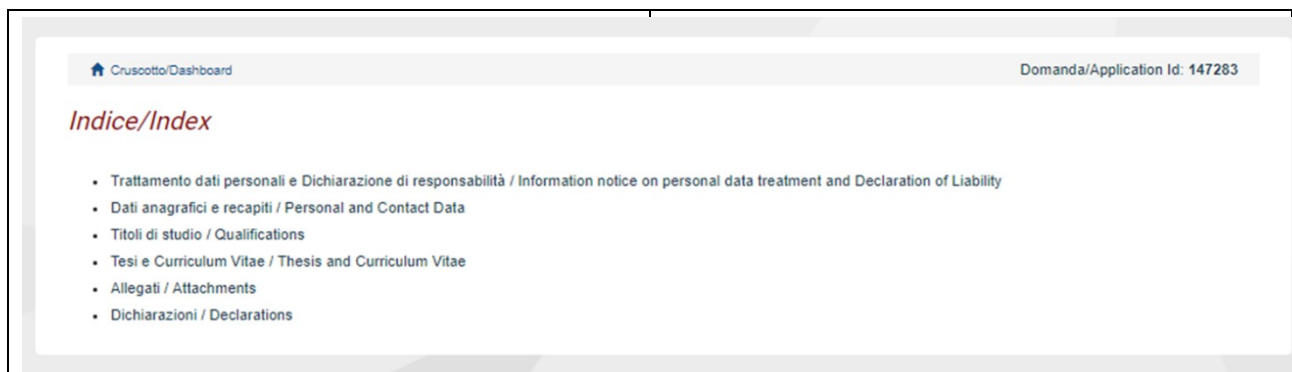 Cruscotto/Dashboard
Domanda/Application Id: 147283
Indice/Index
• Trattamento dati personali e Dichiarazione di responsabilità / Information notice on personal data treatment and Declaration of Liability
• Dati anagrafici e recapiti / Personal and Contact Data
• Titoli di studio / Qualifications
• Tesi e Curriculum Vitae / Thesis and Curriculum Vitae
• Allegati / Attachments
• Dichiarazioni / Declarations